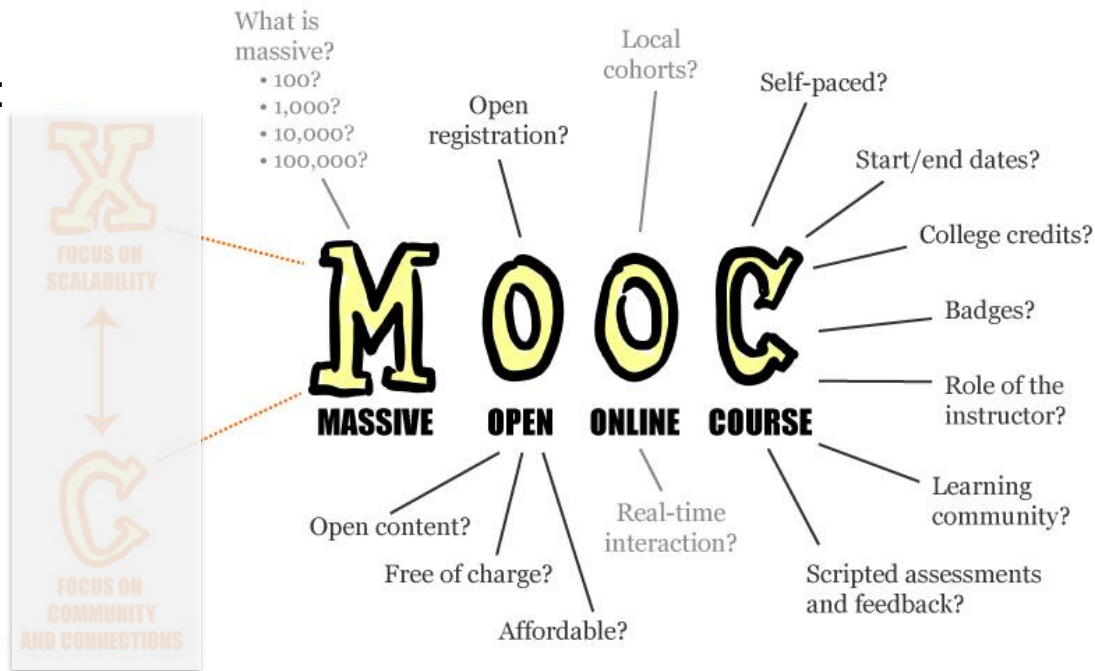 What is
massive?
• 100?
• 1,000?
• 10,000?
• 100,000?
Open
registration?
Local
cohorts?
Self-paced?
Start/end dates?
College credits?
Badges?
Role of the
instructor?
Learning
community?
Scripted assessments
and feedback?
X
FOCUS ON
SCALABILITY
C
FOCUS ON
COMMUNITY
AND CONNECTIONS
MOOC
MASSIVE OPEN ONLINE COURSE
Open content?
Free of charge?
Affordable?
Real-time
interaction?